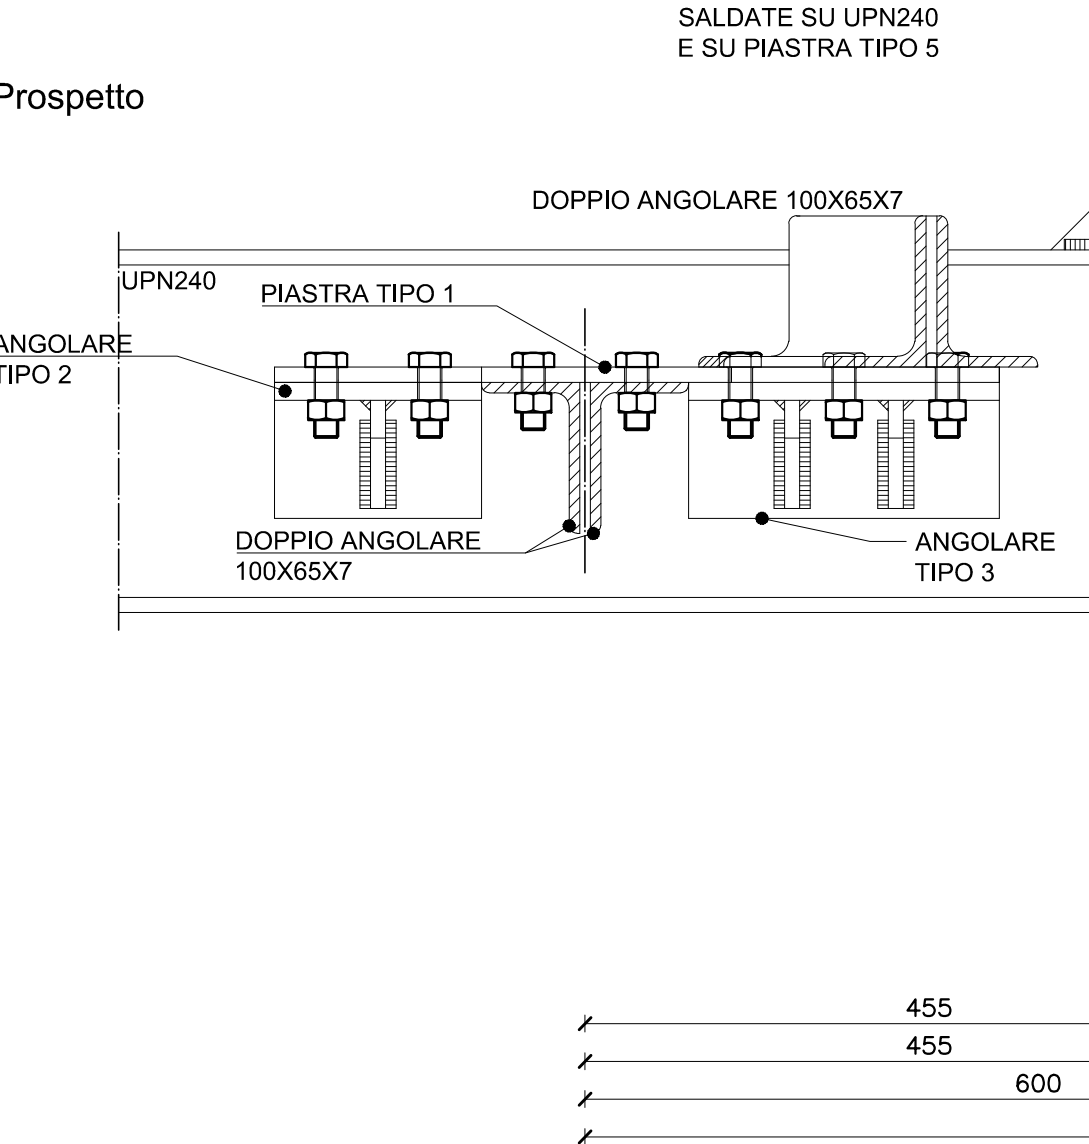 SALDATE SU UPN240
E SU PIASTRA TIPO 5
Prospetto
DOPPIO ANGOLARE 100X65X7
UPN240
PIASTRA TIPO 1
ANGOLARE
TIPO 2
DOPPIO ANGOLARE
100X65X7
ANGOLARE
TIPO 3
455
455
600